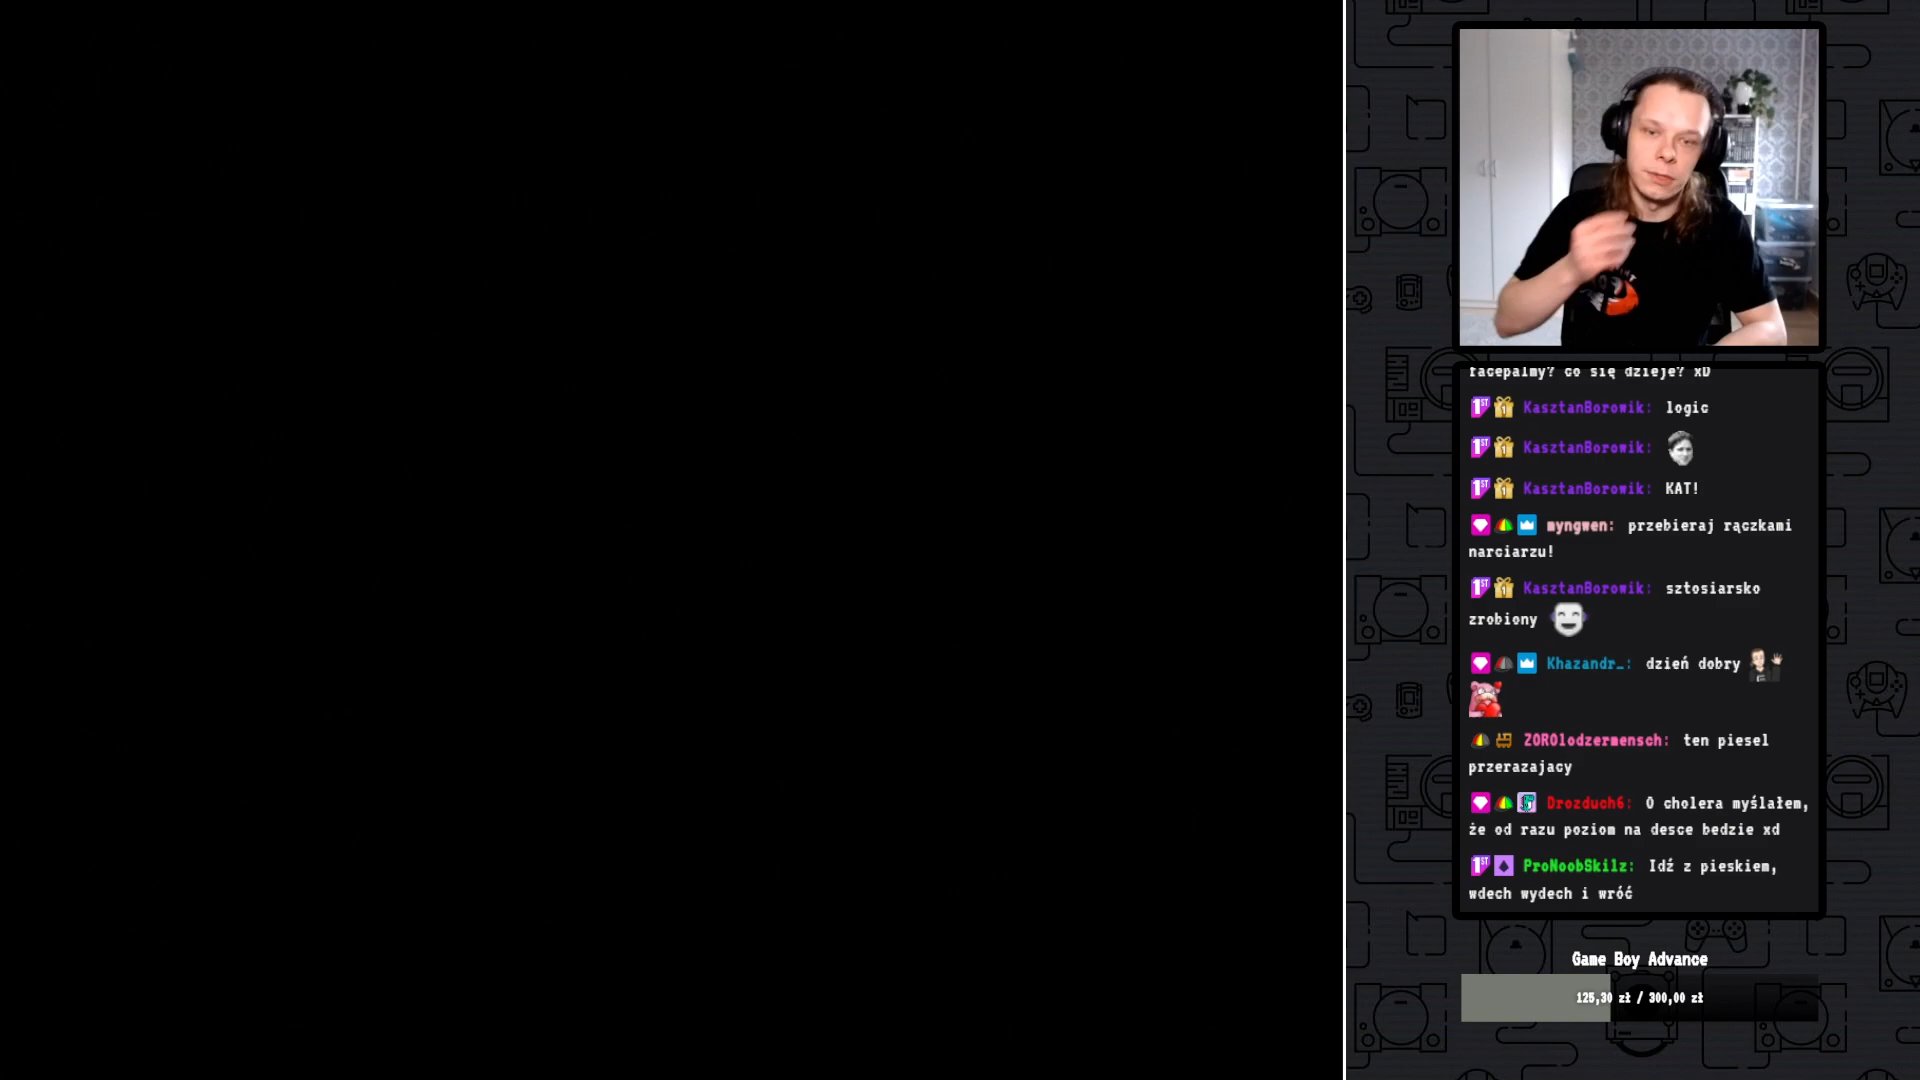 facepalmy? co się dzieje? xD
KasztanBorowik: logic
KasztanBorowik:
KasztanBorowik: KAT!
myngwen: przebieraj rączkami
narciarzu!
KasztanBorowik: sztosiarsko
zrobiony
Khazandr_: dzień dobry
ZOROlodzermensch: ten piesel
przerazajacy
Drozduch6: O cholera myślałem,
że od razu poziom na desce bedzie xd
ProNoobSkilz: Idź z pieskiem,
wdech wydech i wróć
Game Boy Advance
125,30 zł / 300,00 zł